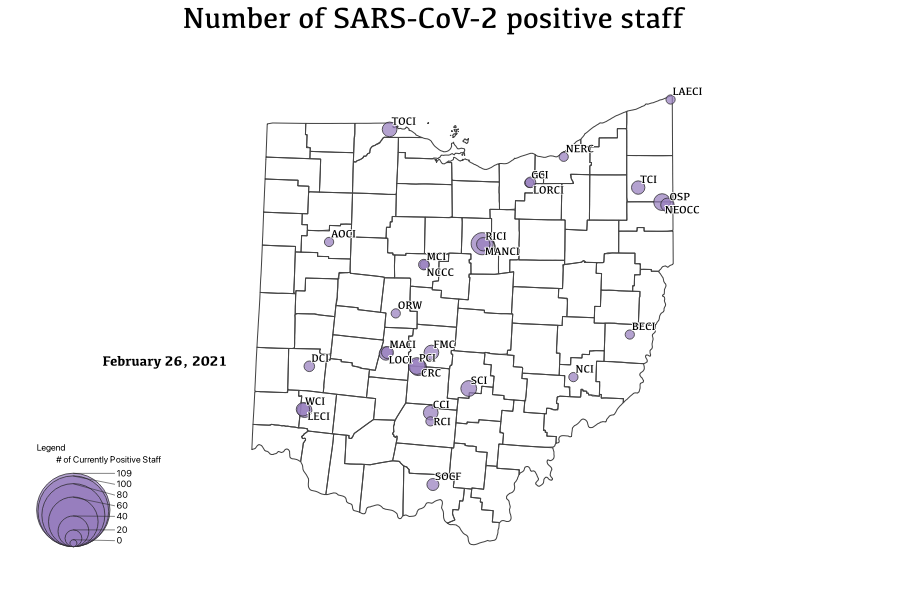 Number of SARS-CoV-2 positive staff
LAECI
TOCI
NERC
GCI
LORCI
TCI
OSP
NEOCC
AOCI
RICI
MANCI
MCI
NCCC
ORW
BECI
MACI
LOCI
FMC
PCI
CRC
February 26, 2021
DCI
NCI
SCI
WCI
LECI
CCI
RCI
SOCF
Legend
# of Currently Positive Staff
109
100
80
60
40
20
0